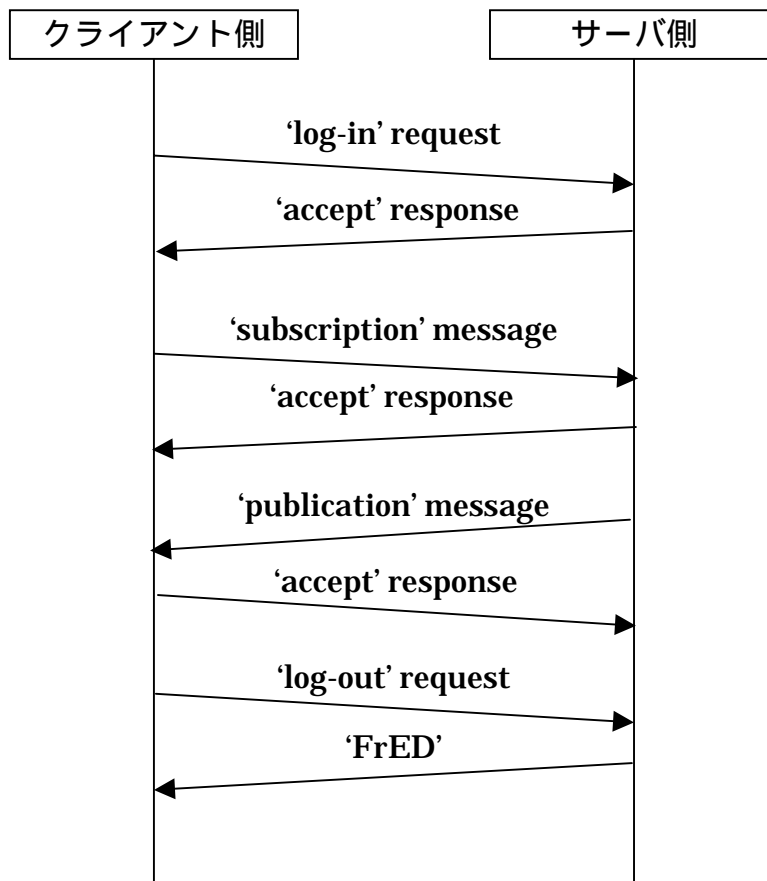 クライアント側
サーバ側
‘log-in’ request
‘accept’ response
‘subscription’ message
‘accept’ response
‘publication’ message
‘accept’ response
‘log-out’ request
‘FrED’